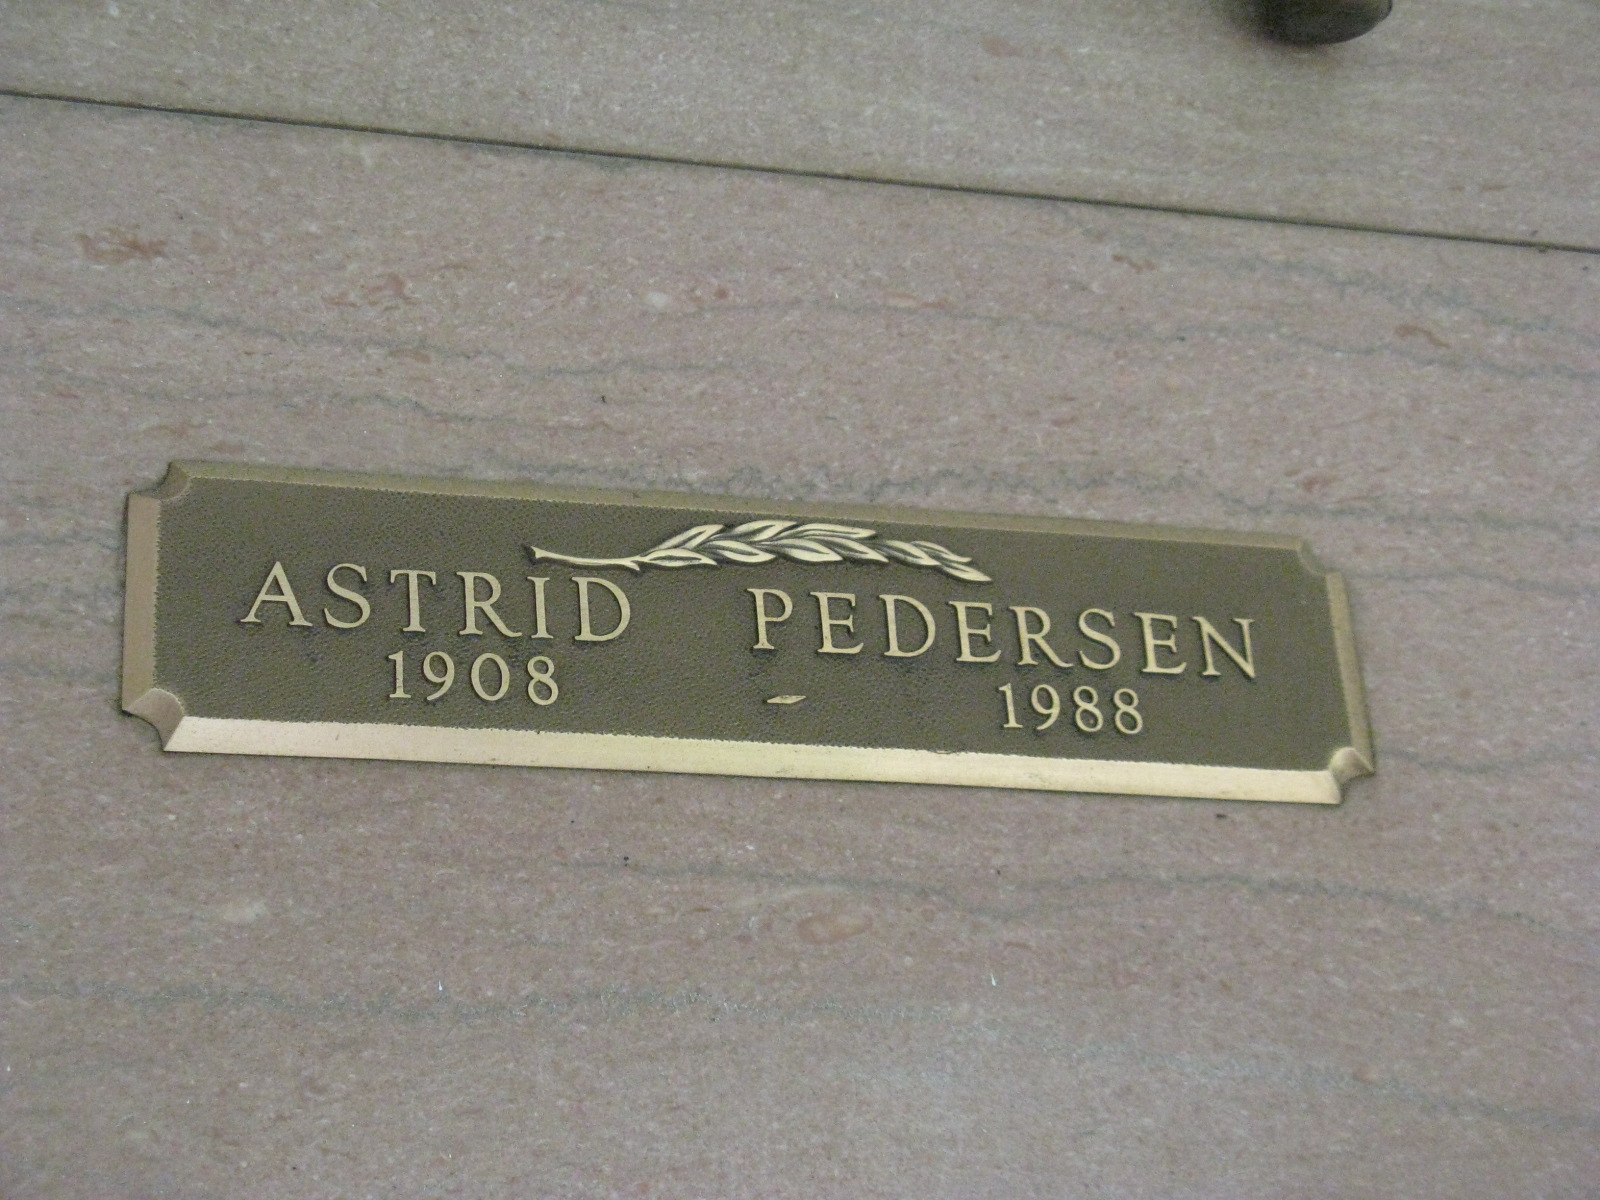 ASTRID PEDERSEN
1908 - 1988